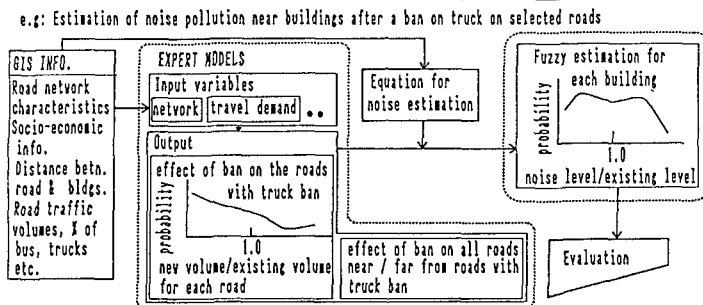 e.g: Estimation of noise pollution near buildings after a ban on truck on selected roads
GIS INFO.
Road network
characteristics
Socio-economic
info.
Distance betn.
road & bldgs.
Road traffic
volumes, % of
bus, trucks
etc.
EXPERT MODELS
Input variables
network
travel demand
..
Output
effect of ban on the roads
with truck ban
probability
1.0
new volume/existing volume
for each road
effect of ban on all roads
near / far from roads with
truck ban
Equation for
noise estimation
Fuzzy estimation for
each building
probability
1.0
noise level/existing level
Evaluation